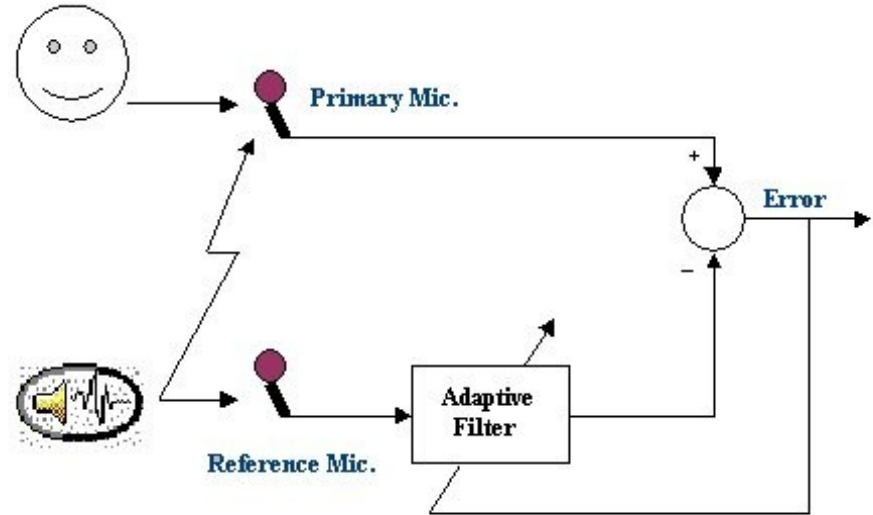 Primary Mic.
+
Error
−
Adaptive
Filter
Reference Mic.